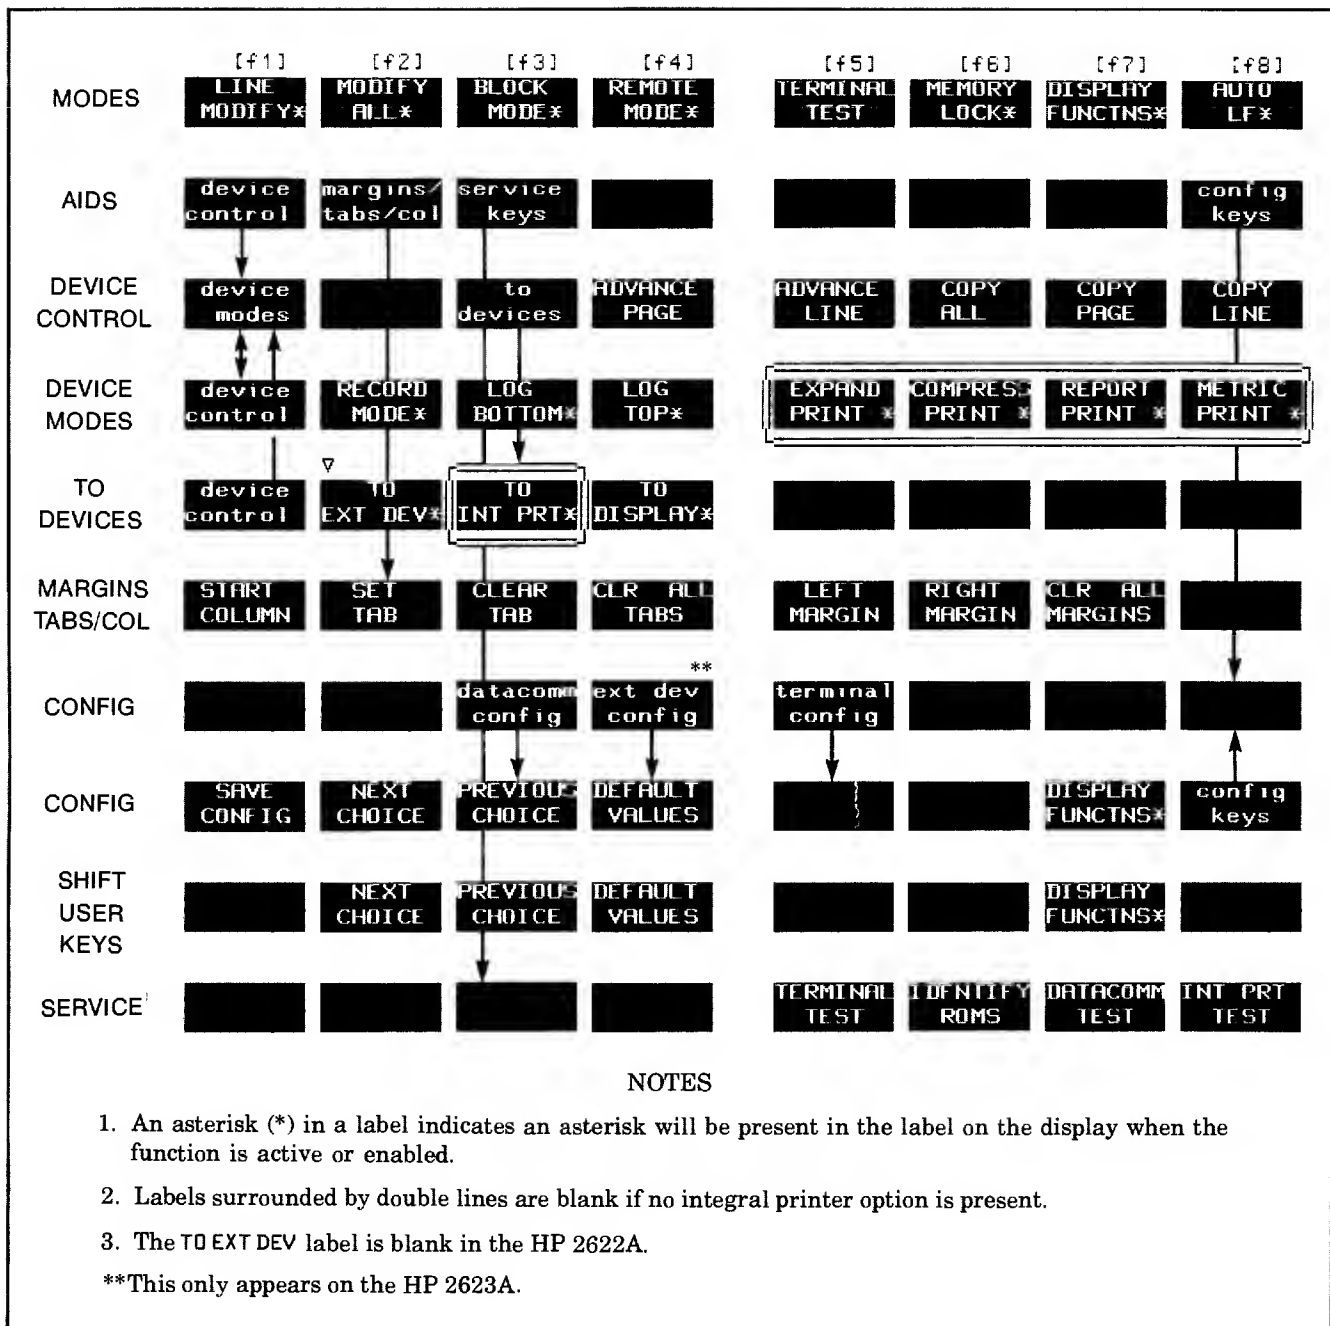 [f1] [f2] [f3] [f4] [f5] [f6] [f7] [f8]
MODES
LINE MODIFY*
MODIFY ALL*
BLOCK MODE*
REMOTE MODE*
TERMINAL TEST
MEMORY LOCK*
DISPLAY FUNCTNS*
AUTO LF*
AIDS
device control
margins/ tabs/col
service keys
config keys
DEVICE CONTROL
device modes
to devices
ADVANCE PAGE
ADVANCE LINE
COPY ALL
COPY PAGE
COPY LINE
DEVICE MODES
device control
RECORD MODE*
LOG BOTTOM*
LOG TOP*
EXPAND PRINT *
COMPRESS PRINT *
REPORT PRINT *
METRIC PRINT *
TO DEVICES
device control
▽
TO EXT DEV*
TO INT PRT*
TO DISPLAY*
MARGINS TABS/COL
START COLUMN
SET TAB
CLEAR TAB
CLR ALL TABS
LEFT MARGIN
RIGHT MARGIN
CLR ALL MARGINS
CONFIG
datacomm config
**
ext dev config
terminal config
CONFIG
SAVE CONFIG
NEXT CHOICE
PREVIOUS CHOICE
DEFAULT VALUES
DISPLAY FUNCTNS*
config keys
SHIFT USER KEYS
NEXT CHOICE
PREVIOUS CHOICE
DEFAULT VALUES
DISPLAY FUNCTNS*
SERVICE
TERMINAL TEST
IDENTIFY ROMS
DATACOMM TEST
INT PRT TEST
NOTES
1. An asterisk (*) in a label indicates an asterisk will be present in the label on the display when the
function is active or enabled.
2. Labels surrounded by double lines are blank if no integral printer option is present.
3. The TO EXT DEV label is blank in the HP 2622A.
**This only appears on the HP 2623A.